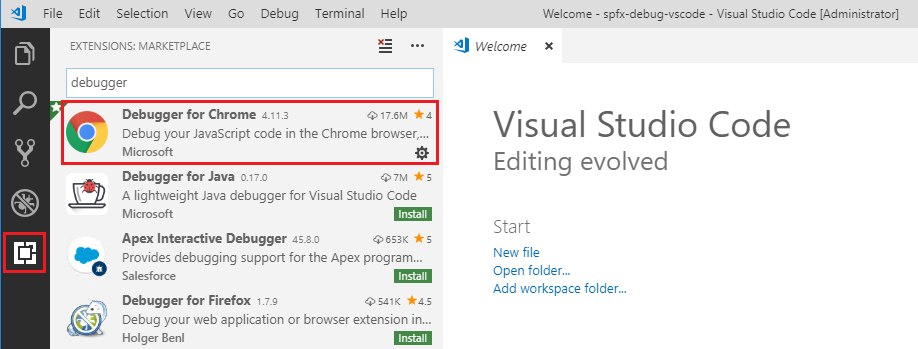 File Edit Selection View Go Debug Terminal Help Welcome - spfx-debug-vscode - Visual Studio Code [Administrator]
EXTENSIONS: MARKETPLACE
Welcome
debugger
Debugger for Chrome 4.11.3 17.6M 4
Debug your JavaScript code in the Chrome browser,...
Microsoft
Debugger for Java 0.17.0 7M 5
A lightweight Java debugger for Visual Studio Code
Microsoft Install
Apex Interactive Debugger 45.8.0 653K 5
Provides debugging support for the Apex program...
Salesforce Install
Debugger for Firefox 1.7.9 541K 4.5
Debug your web application or browser extension in...
Holger Benl Install
Visual Studio Code
Editing evolved
Start
New file
Open folder...
Add workspace folder...